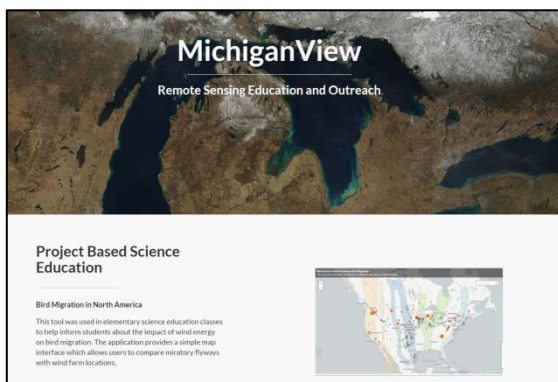 MichiganView
Remote Sensing Education and Outreach
Project Based Science
Education
Bird Migration in North America
This tool was used in elementary science education classes
to help inform students about the impact of wind energy
on bird migration. The application provides a simple map
interface which allows users to compare miratory flyways
with wind farm locations.